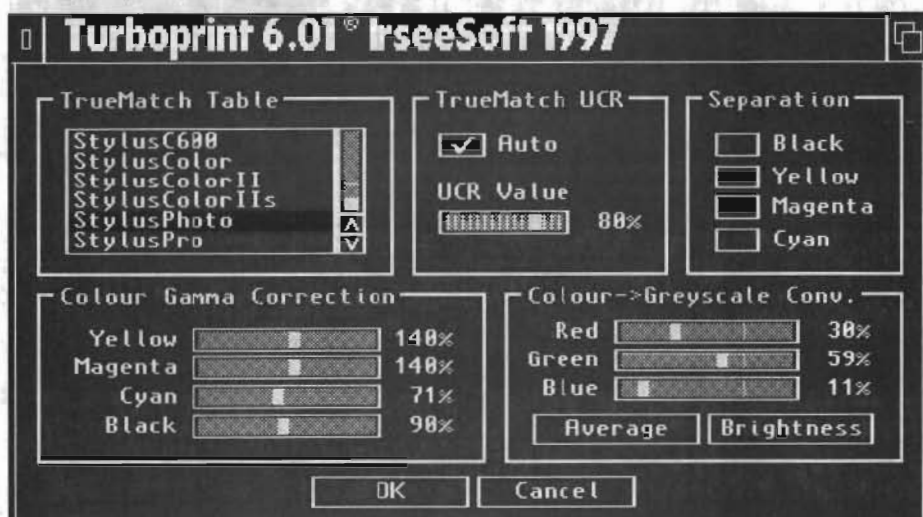 Turboprint 6.01© IrseeSoft 1997
TrueMatch Table
StylusC600
StylusColor
StylusColorII
StylusColorIIs
StylusPhoto
StylusPro
TrueMatch UCR
Auto
UCR Value
80%
Separation
Black
Yellow
Magenta
Cyan
Colour Gamma Correction
Yellow 140%
Magenta 140%
Cyan 71%
Black 90%
Colour->Greyscale Conv.
Red 30%
Green 59%
Blue 11%
Average Brightness
OK Cancel